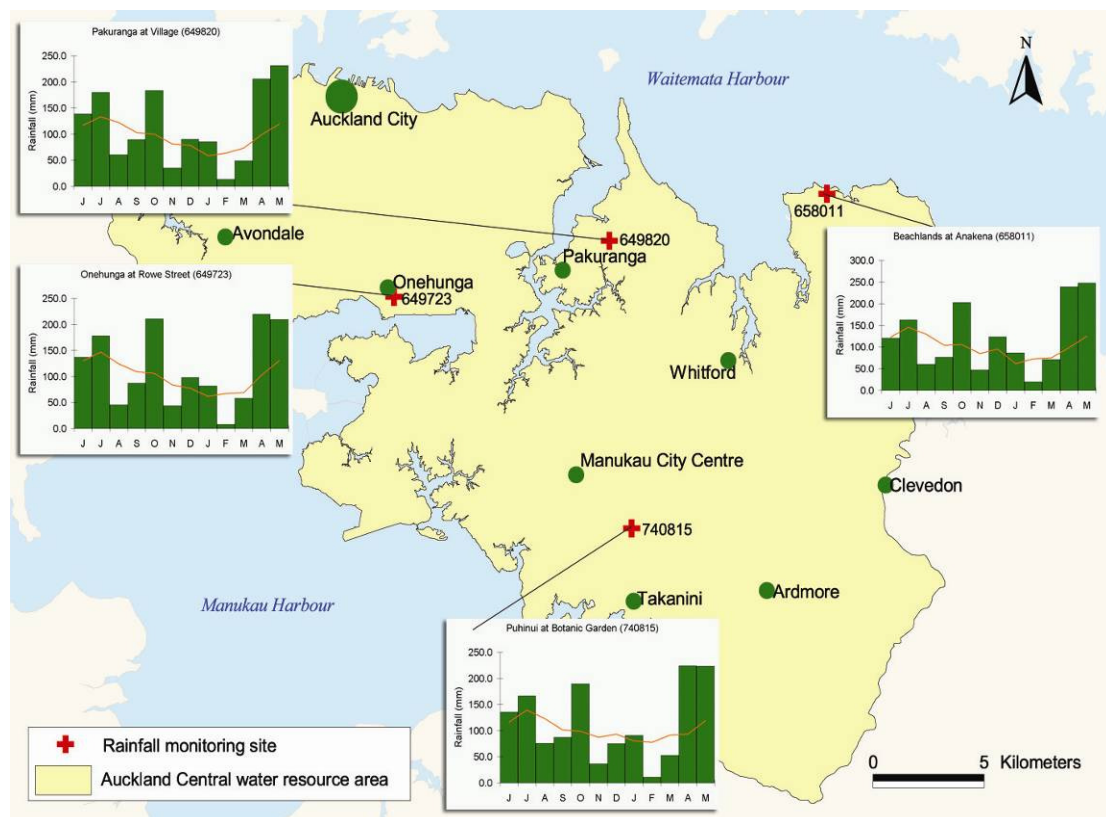 Pakuranga at Village (649820)
Rainfall (mm)
250.0
200.0
150.0
100.0
50.0
0.0
J J A S O N D J F M A M
Auckland City
Waitemata Harbour
N
658011
Avondale
649820
Pakuranga
Onehunga at Rowe Street (649723)
Rainfall (mm)
250.0
200.0
150.0
100.0
50.0
0.0
J J A S O N D J F M A M
Onehunga
649723
Beachlands at Anakena (658011)
Rainfall (mm)
300.0
250.0
200.0
150.0
100.0
50.0
0.0
J J A S O N D J F M A M
Whitford
Manukau City Centre
Clevedon
740815
Manukau Harbour
Takanini
Ardmore
Puhinui at Botanic Garden (740815)
Rainfall (mm)
250.0
200.0
150.0
100.0
50.0
0.0
J J A S O N D J F M A M
Rainfall monitoring site
Auckland Central water resource area
0 5 Kilometers